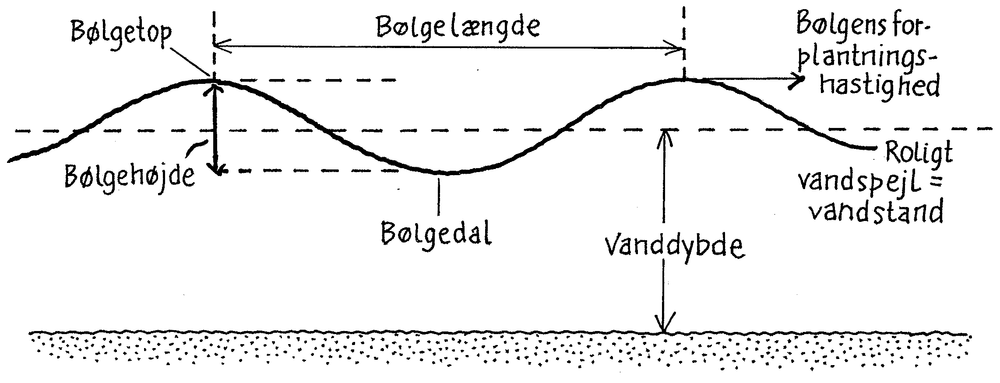 Bølgetop
Bølgelængde
Bølgens for-
plantnings-
hastighed
Bølgehøjde
Roligt
vandspejl =
vandstand
Bølgedal
Vanddybde